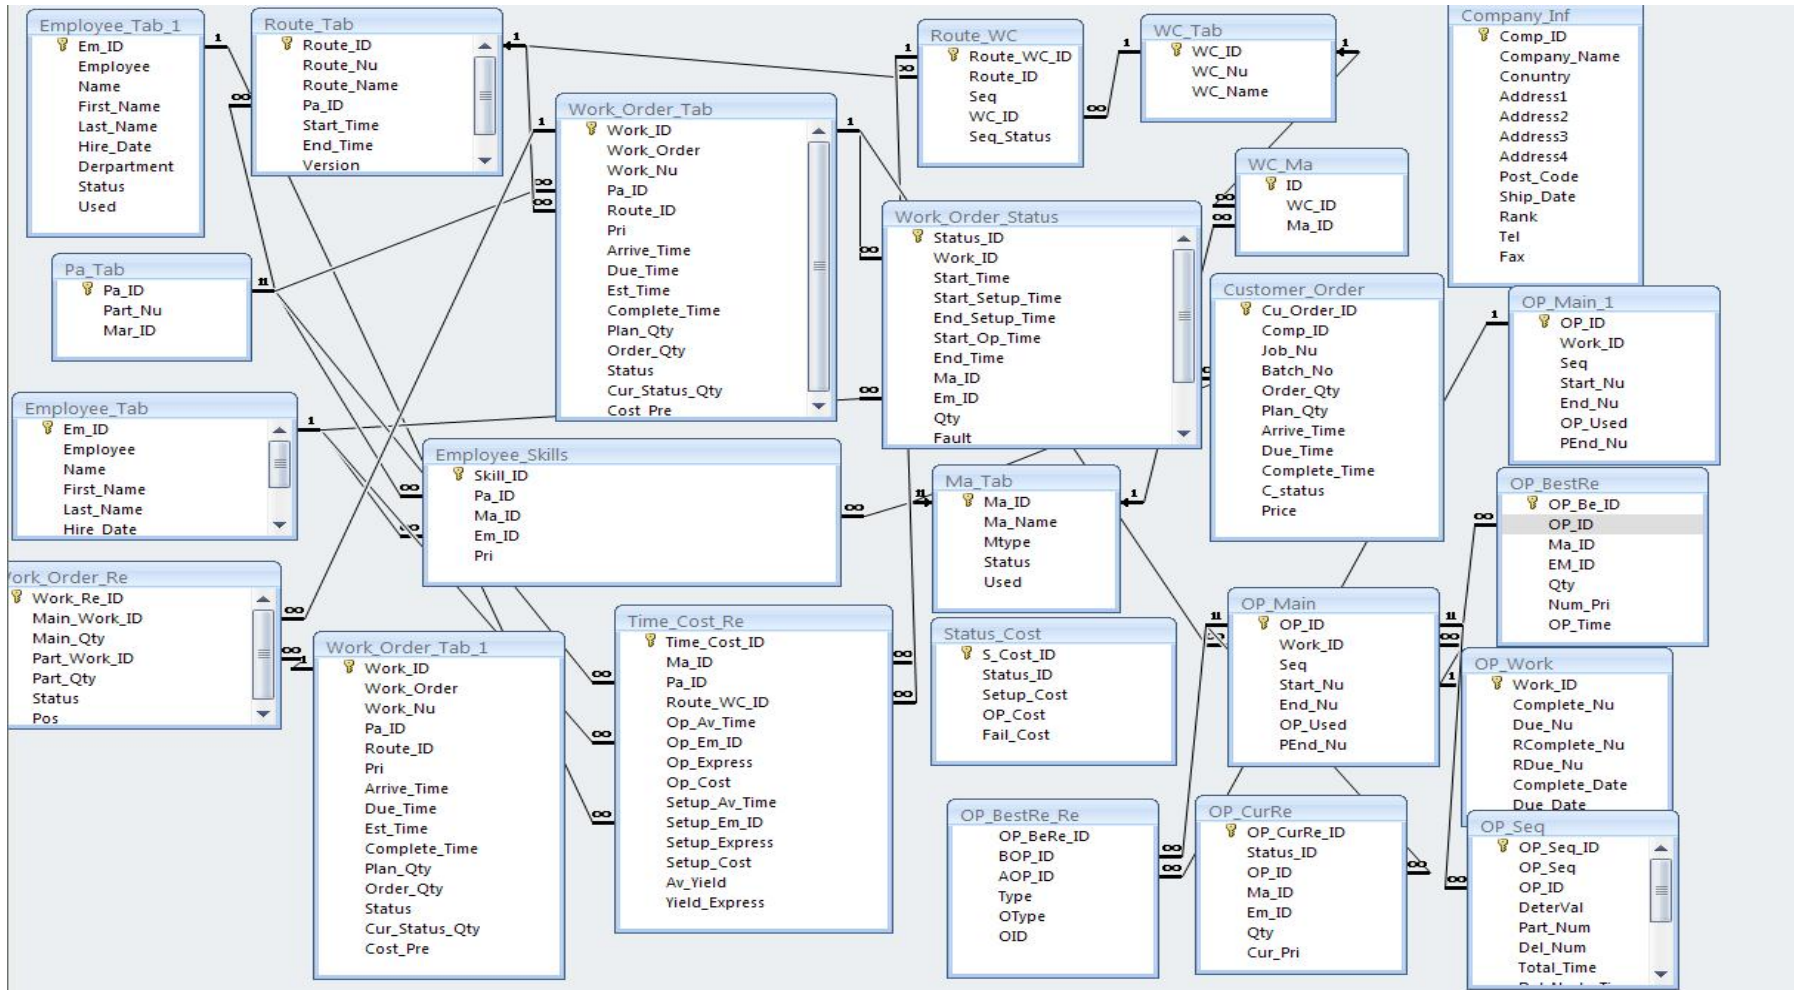 Employee_Tab_1
Em_ID
Employee
Name
First_Name
Last_Name
Hire_Date
Derpartment
Status
Used
Route_Tab
Route_ID
Route_Nu
Route_Name
Pa_ID
Start_Time
End_Time
Version
Work_Order_Tab
Work_ID
Work_Order
Work_Nu
Pa_ID
Route_ID
Pri
Arrive_Time
Due_Time
Est_Time
Complete_Time
Plan_Qty
Order_Qty
Status
Cur_Status_Qty
Cost_Pre
Route_WC
Route_WC_ID
Route_ID
Seq
WC_ID
Seq_Status
WC_Tab
WC_ID
WC_Nu
WC_Name
WC_Ma
ID
WC_ID
Ma_ID
Company_Inf
Comp_ID
Company_Name
Conuntry
Address1
Address2
Address3
Address4
Post_Code
Ship_Date
Rank
Tel
Fax
Pa_Tab
Pa_ID
Part_Nu
Mar_ID
Work_Order_Status
Status_ID
Work_ID
Start_Time
Start_Setup_Time
End_Setup_Time
Start_Op_Time
End_Time
Ma_ID
Em_ID
Qty
Fault
Customer_Order
Cu_Order_ID
Comp_ID
Job_Nu
Batch_No
Order_Qty
Plan_Qty
Arrive_Time
Due_Time
Complete_Time
C_status
Price
OP_Main_1
OP_ID
Work_ID
Seq
Start_Nu
End_Nu
OP_Used
PEnd_Nu
Employee_Tab
Em_ID
Employee
Name
First_Name
Last_Name
Hire_Date
Employee_Skills
Skill_ID
Pa_ID
Ma_ID
Em_ID
Pri
Ma_Tab
Ma_ID
Ma_Name
Mtype
Status
Used
OP_BestRe
OP_Be_ID
OP_ID
Ma_ID
EM_ID
Qty
Num_Pri
OP_Time
Work_Order_Re
Work_Re_ID
Main_Work_ID
Main_Qty
Part_Work_ID
Part_Qty
Status
Pos
Work_Order_Tab_1
Work_ID
Work_Order
Work_Nu
Pa_ID
Route_ID
Pri
Arrive_Time
Due_Time
Est_Time
Complete_Time
Plan_Qty
Order_Qty
Status
Cur_Status_Qty
Cost_Pre
Time_Cost_Re
Time_Cost_ID
Ma_ID
Pa_ID
Route_WC_ID
Op_Av_Time
Op_Em_ID
Op_Express
Op_Cost
Setup_Av_Time
Setup_Em_ID
Setup_Express
Setup_Cost
Av_Yield
Yield_Express
Status_Cost
S_Cost_ID
Status_ID
Setup_Cost
OP_Cost
Fail_Cost
OP_Main
OP_ID
Work_ID
Seq
Start_Nu
End_Nu
OP_Used
PEnd_Nu
OP_Work
Work_ID
Complete_Nu
Due_Nu
RComplete_Nu
RDue_Nu
Complete_Date
Due_Date
OP_BestRe_Re
OP_BeRe_ID
BOP_ID
AOP_ID
Type
OType
OID
OP_CurRe
OP_CurRe_ID
Status_ID
OP_ID
Ma_ID
Em_ID
Qty
Cur_Pri
OP_Seq
OP_Seq_ID
OP_Seq
OP_ID
DeterVal
Part_Num
Del_Num
Total_Time